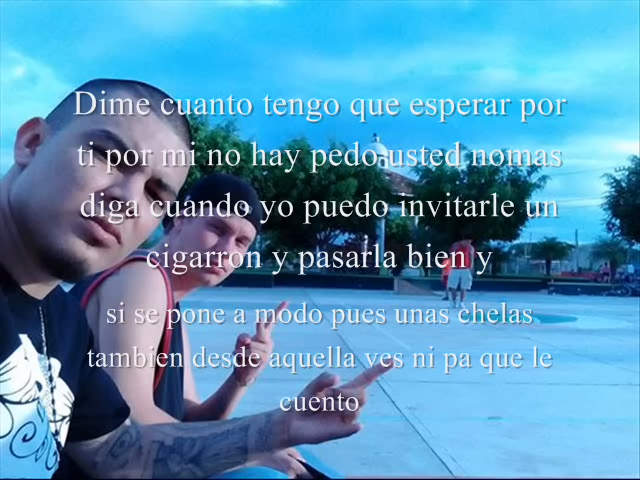 Dime cuanto tengo que esperar por
ti por mi no hay pedo usted nomas
diga cuando yo puedo invitarle un
cigarron y pasarla bien y
si se pone a modo pues unas chelas
tambien desde aquella ves ni pa que le
cuento